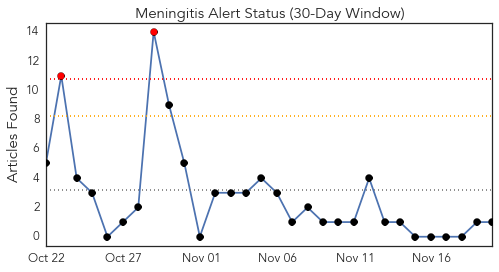 Meningitis Alert Status (30-Day Window)
Articles Found
14
12
10
8
6
4
2
0
Oct 22 Oct 27 Nov 01 Nov 06 Nov 11 Nov 16